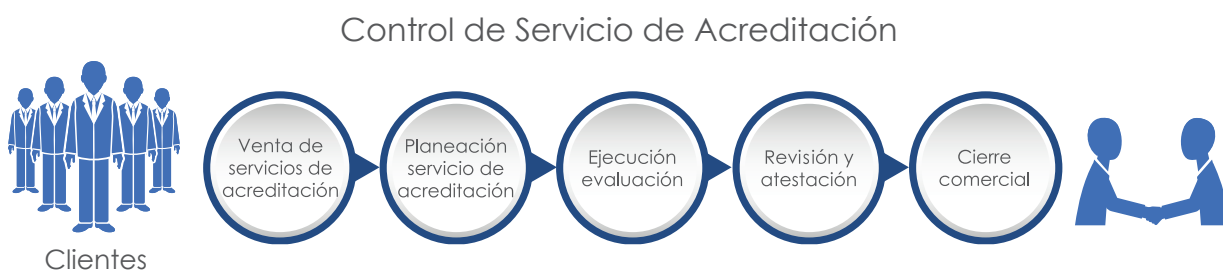 Control de Servicio de Acreditación
Venta de
servicios de
acreditación
Planeación
servicio de
acreditación
Ejecución
evaluación
Revisión y
atestación
Cierre
comercial
Clientes